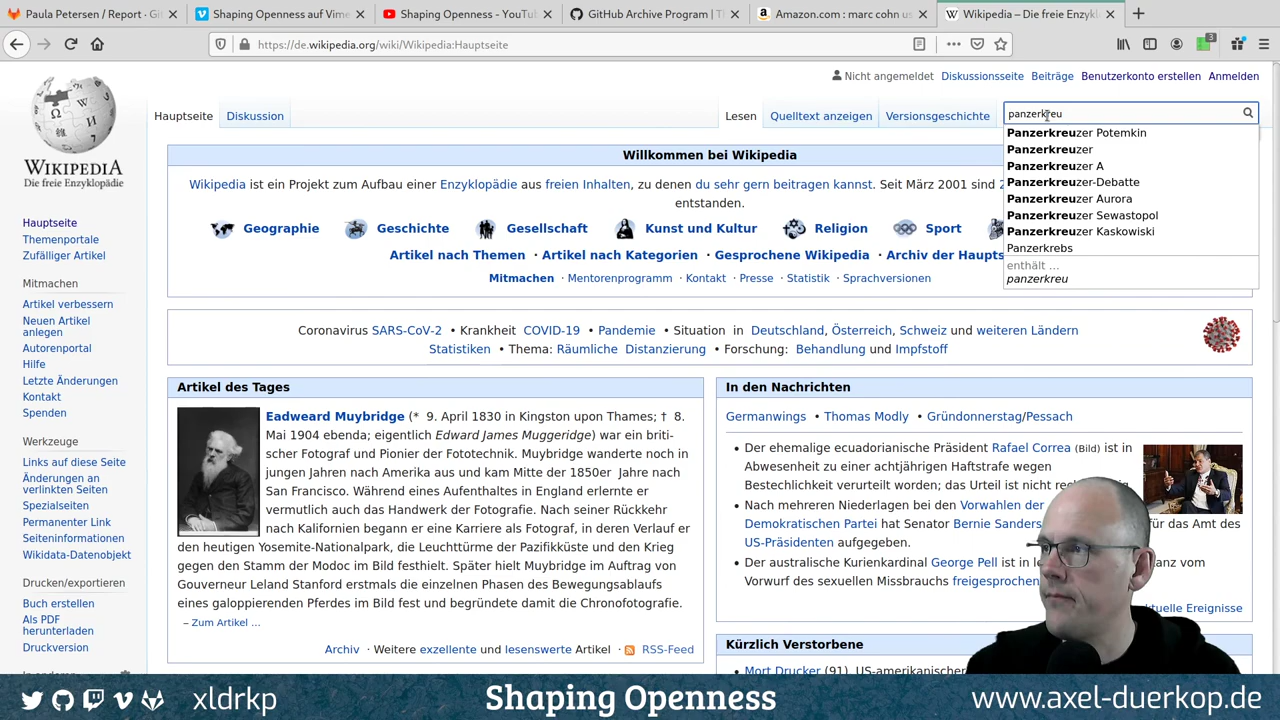 Paula Petersen / Report · Gi
Shaping Openness auf Vime
Shaping Openness - YouTu
GitHub Archive Program | T
Amazon.com : marc cohn us
Wikipedia – Die freie Enzykl
https://de.wikipedia.org/wiki/Wikipedia:Hauptseite
3
Nicht angemeldet Diskussionsseite Beiträge Benutzerkonto erstellen Anmelden
Hauptseite Diskussion Lesen Quelltext anzeigen Versionsgeschichte
panzerkreu
Panzerkreuzer Potemkin
Panzerkreuzer
Panzerkreuzer A
Panzerkreuzer-Debatte
Panzerkreuzer Aurora
Panzerkreuzer Sewastopol
Panzerkreuzer Kaskowski
Panzerkrebs
enthält ...
panzerkreu
WIKIPEDIA
Die freie Enzyklopädie
Hauptseite
Themenportale
Zufälliger Artikel
Mitmachen
Artikel verbessern
Neuen Artikel
anlegen
Autorenportal
Hilfe
Letzte Änderungen
Kontakt
Spenden
Werkzeuge
Links auf diese Seite
Änderungen an
verlinkten Seiten
Spezialseiten
Permanenter Link
Seiteninformationen
Wikidata-Datenobjekt
Drucken/exportieren
Buch erstellen
Als PDF
herunterladen
Druckversion
Willkommen bei Wikipedia
Wikipedia ist ein Projekt zum Aufbau einer Enzyklopädie aus freien Inhalten, zu denen du sehr gern beitragen kannst. Seit März 2001 sind 2
entstanden.
Geographie Geschichte Gesellschaft Kunst und Kultur Religion Sport
Artikel nach Themen · Artikel nach Kategorien · Gesprochene Wikipedia · Archiv der Haupts
Mitmachen · Mentorenprogramm · Kontakt · Presse · Statistik · Sprachversionen
Coronavirus SARS-CoV-2 • Krankheit COVID-19 • Pandemie • Situation in Deutschland, Österreich, Schweiz und weiteren Ländern
Statistiken • Thema: Räumliche Distanzierung • Forschung: Behandlung und Impfstoff
Artikel des Tages
Eadweard Muybridge (* 9. April 1830 in Kingston upon Thames; † 8.
Mai 1904 ebenda; eigentlich Edward James Muggeridge) war ein briti-
scher Fotograf und Pionier der Fototechnik. Muybridge wanderte noch in
jungen Jahren nach Amerika aus und kam Mitte der 1850er Jahre nach
San Francisco. Während eines Aufenthaltes in England erlernte er
vermutlich auch das Handwerk der Fotografie. Nach seiner Rückkehr
nach Kalifornien begann er eine Karriere als Fotograf, in deren Verlauf er
den heutigen Yosemite-Nationalpark, die Leuchttürme der Pazifikküste und den Krieg
gegen den Stamm der Modoc im Bild festhielt. Später hielt Muybridge im Auftrag von
Gouverneur Leland Stanford erstmals die einzelnen Phasen des Bewegungsablaufs
eines galoppierenden Pferdes im Bild fest und begründete damit die Chronofotografie.
– Zum Artikel ...
Archiv · Weitere exzellente und lesenswerte Artikel · RSS-Feed
In den Nachrichten
Germanwings • Thomas Modly • Gründonnerstag/Pessach
Der ehemalige ecuadorianische Präsident Rafael Correa (Bild) ist in
Abwesenheit zu einer achtjährigen Haftstrafe wegen
Bestechlichkeit verurteilt worden; das Urteil ist nicht
Nach mehreren Niederlagen bei den Vorwahlen der
Demokratischen Partei hat Senator Bernie Sanders für das Amt des
US-Präsidenten aufgegeben.
Der australische Kurienkardinal George Pell ist in vom
Vorwurf des sexuellen Missbrauchs freigesprochen
Ereignisse
Kürzlich Verstorbene
Mort Drucker (91), US-amerikanischer
xldrkp
Shaping Openness
www.axel-duerkop.de